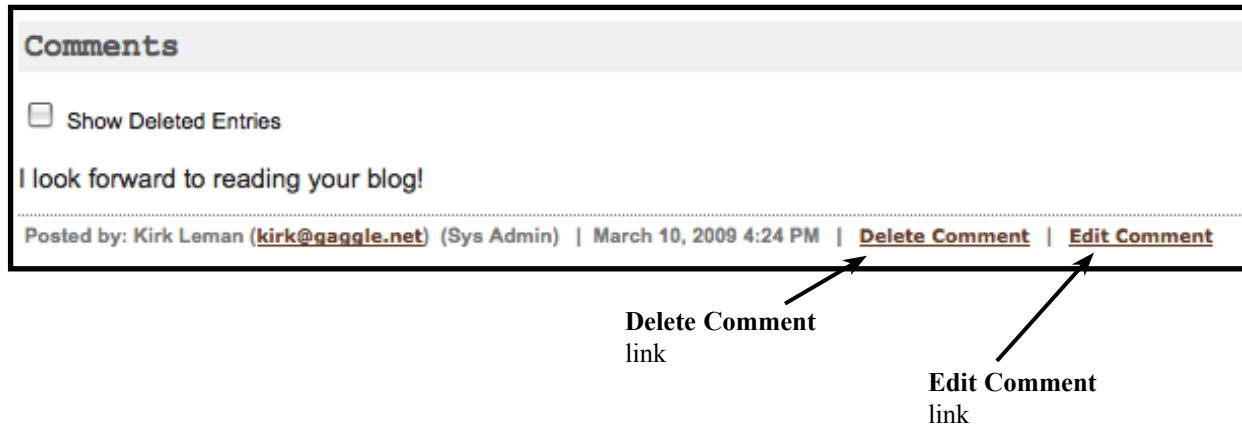 Comments
Show Deleted Entries
I look forward to reading your blog!
Posted by: Kirk Leman (kirk@gaggle.net) (Sys Admin) | March 10, 2009 4:24 PM | Delete Comment | Edit Comment
Delete Comment
link
Edit Comment
link